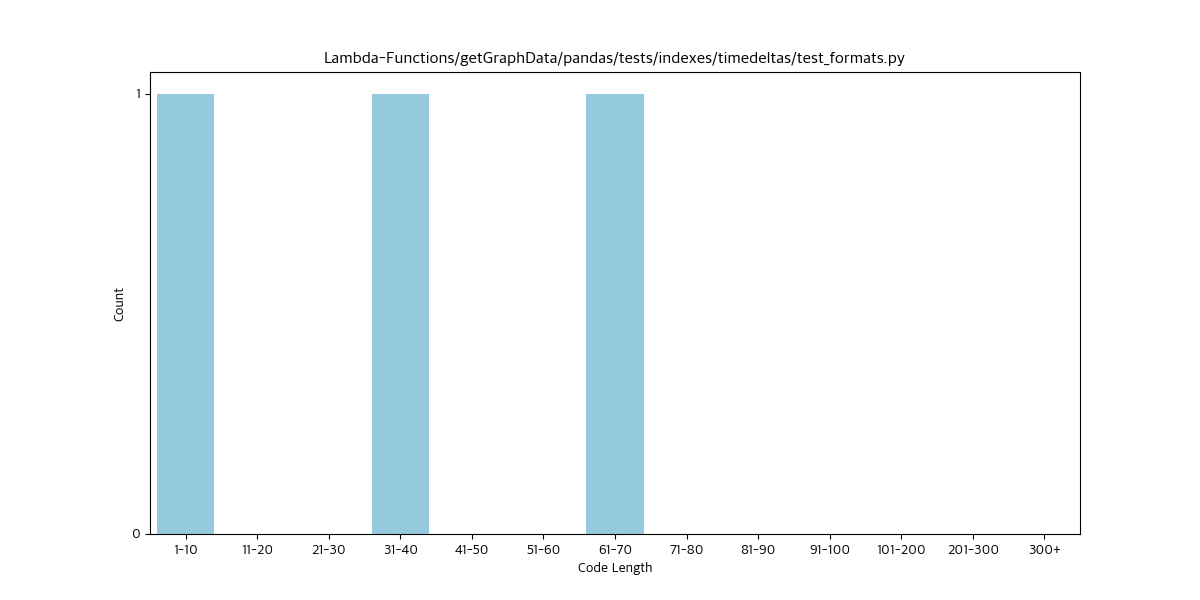 Lambda-Functions/getGraphData/pandas/tests/indexes/timedeltas/test_formats.py
1
Count
0
1-10 11-20 21-30 31-40 41-50 51-60 61-70 71-80 81-90 91-100 101-200 201-300 300+
Code Length